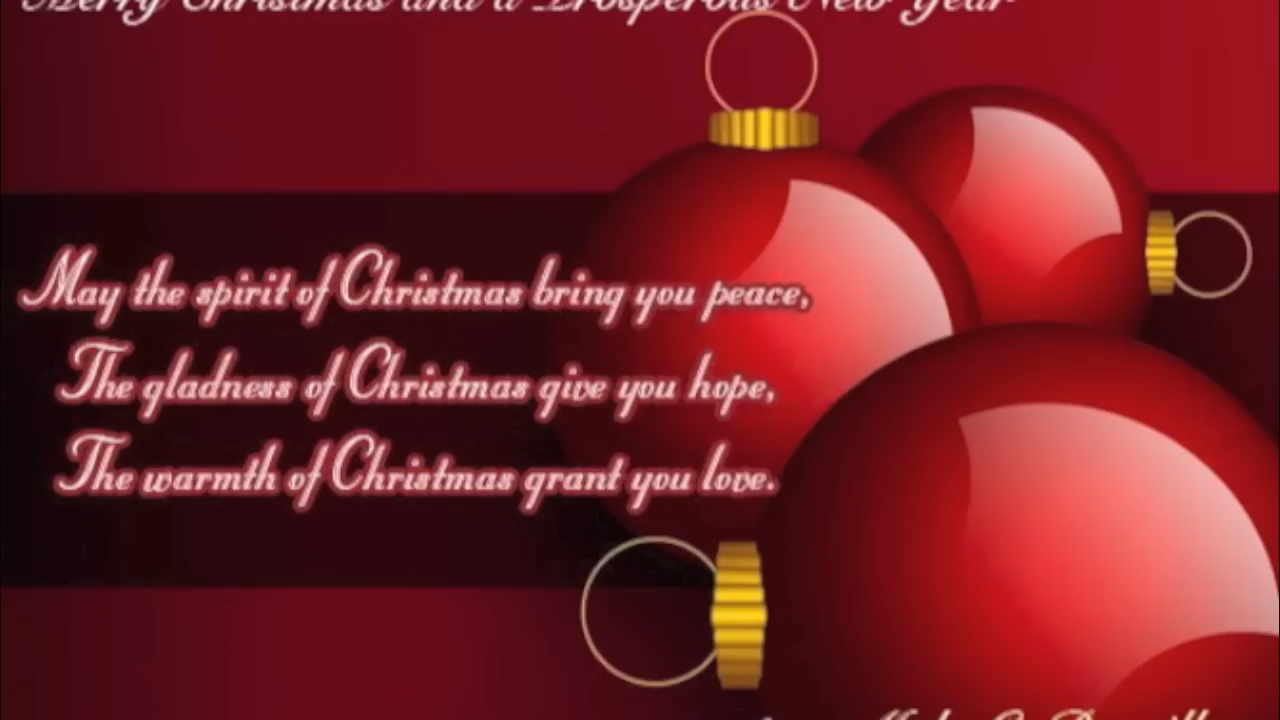 Merry Christmas and a Prosperous New Year
May the spirit of Christmas bring you peace,
The gladness of Christmas give you hope,
The warmth of Christmas grant you love.